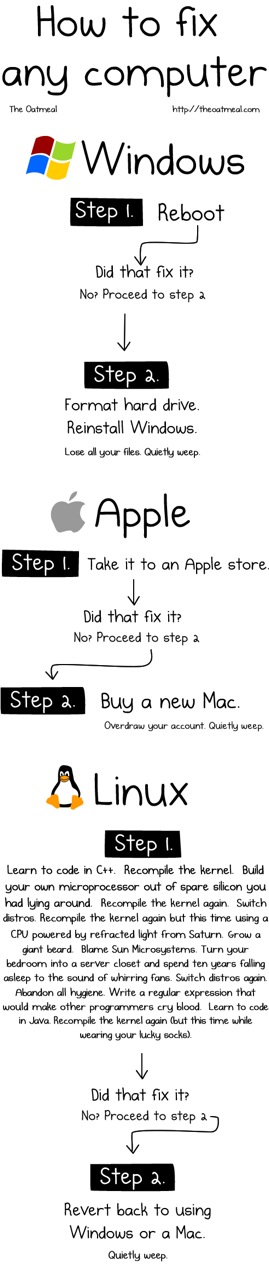 How to fix
any computer
The Oatmeal http://theoatmeal.com
Windows
Step 1. Reboot
Did that fix it?
No? Proceed to step 2
Step 2.
Format hard drive.
Reinstall Windows.
Lose all your files. Quietly weep.
Apple
Step 1. Take it to an Apple store.
Did that fix it?
No? Proceed to step 2
Step 2. Buy a new Mac.
Overdraw your account. Quietly weep.
Linux
Step 1.
Learn to code in C++. Recompile the kernel. Build
your own microprocessor out of spare silicon you
had lying around. Recompile the kernel again. Switch
distros. Recompile the kernel again but this time using a
CPU powered by refracted light from Saturn. Grow a
giant beard. Blame Sun Microsystems. Turn your
bedroom into a server closet and spend ten years falling
asleep to the sound of whirring fans. Switch distros again.
Abandon all hygiene. Write a regular expression that
would make other programmers cry blood. Learn to code
in Java. Recompile the kernel again (but this time while
wearing your lucky socks).
Did that fix it?
No? Proceed to step 2
Step 2.
Revert back to using
Windows or a Mac.
Quietly weep.